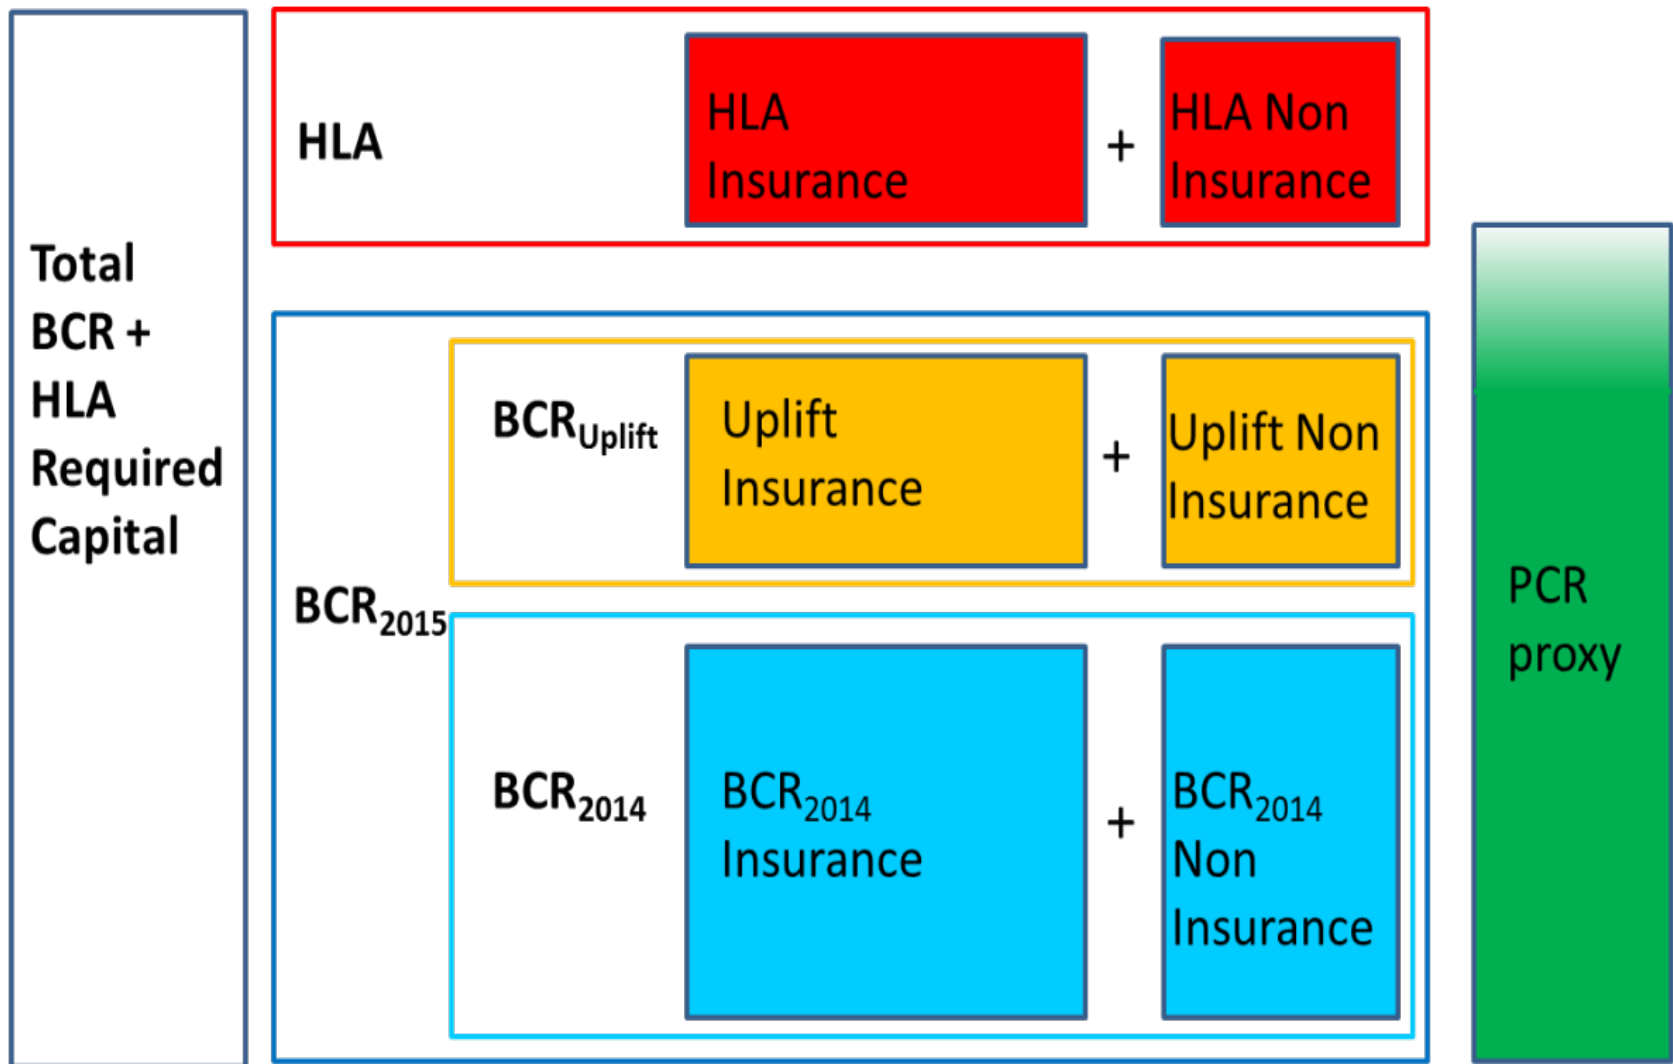 Total
BCR +
HLA
Required
Capital
HLA
HLA
Insurance
+
HLA Non
Insurance
BCR2015
BCRUplift
Uplift
Insurance
+
Uplift Non
Insurance
BCR2014
BCR2014
Insurance
+
BCR2014
Non
Insurance
PCR
proxy